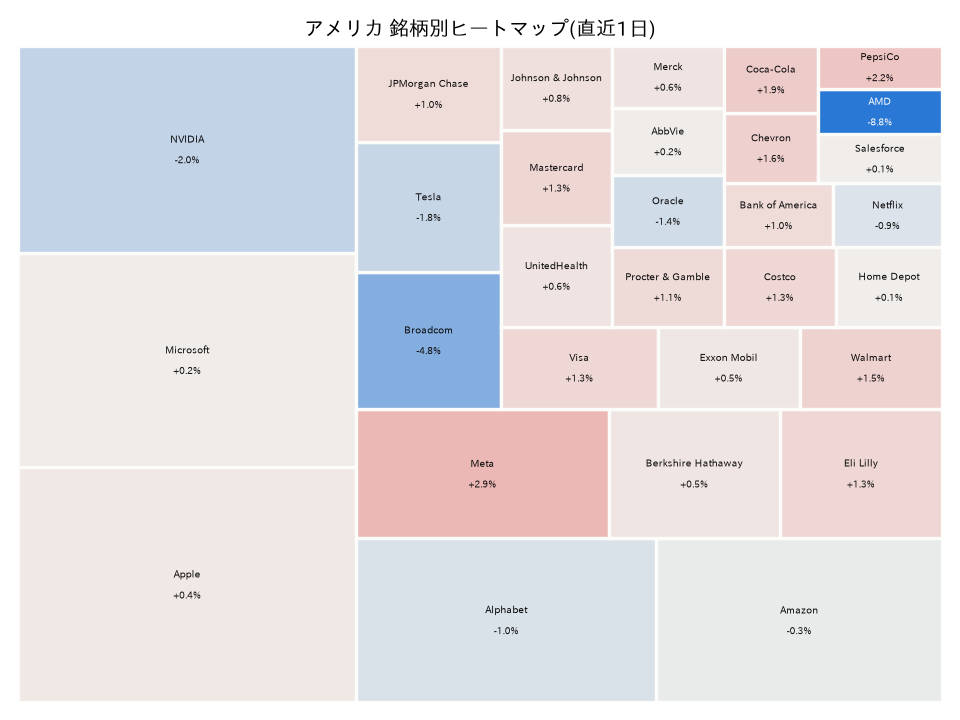 アメリカ 銘柄別ヒートマップ(直近1日)
NVIDIA
-2.0%
Microsoft
+0.2%
Apple
+0.4%
JPMorgan Chase
+1.0%
Tesla
-1.8%
Broadcom
-4.8%
Johnson & Johnson
+0.8%
Mastercard
+1.3%
UnitedHealth
+0.6%
Merck
+0.6%
AbbVie
+0.2%
Oracle
-1.4%
Procter & Gamble
+1.1%
Coca-Cola
+1.9%
Chevron
+1.6%
PepsiCo
+2.2%
AMD
-8.8%
Salesforce
+0.1%
Bank of America
+1.0%
Netflix
-0.9%
Costco
+1.3%
Home Depot
+0.1%
Visa
+1.3%
Exxon Mobil
+0.5%
Walmart
+1.5%
Meta
+2.9%
Berkshire Hathaway
+0.5%
Eli Lilly
+1.3%
Alphabet
-1.0%
Amazon
-0.3%